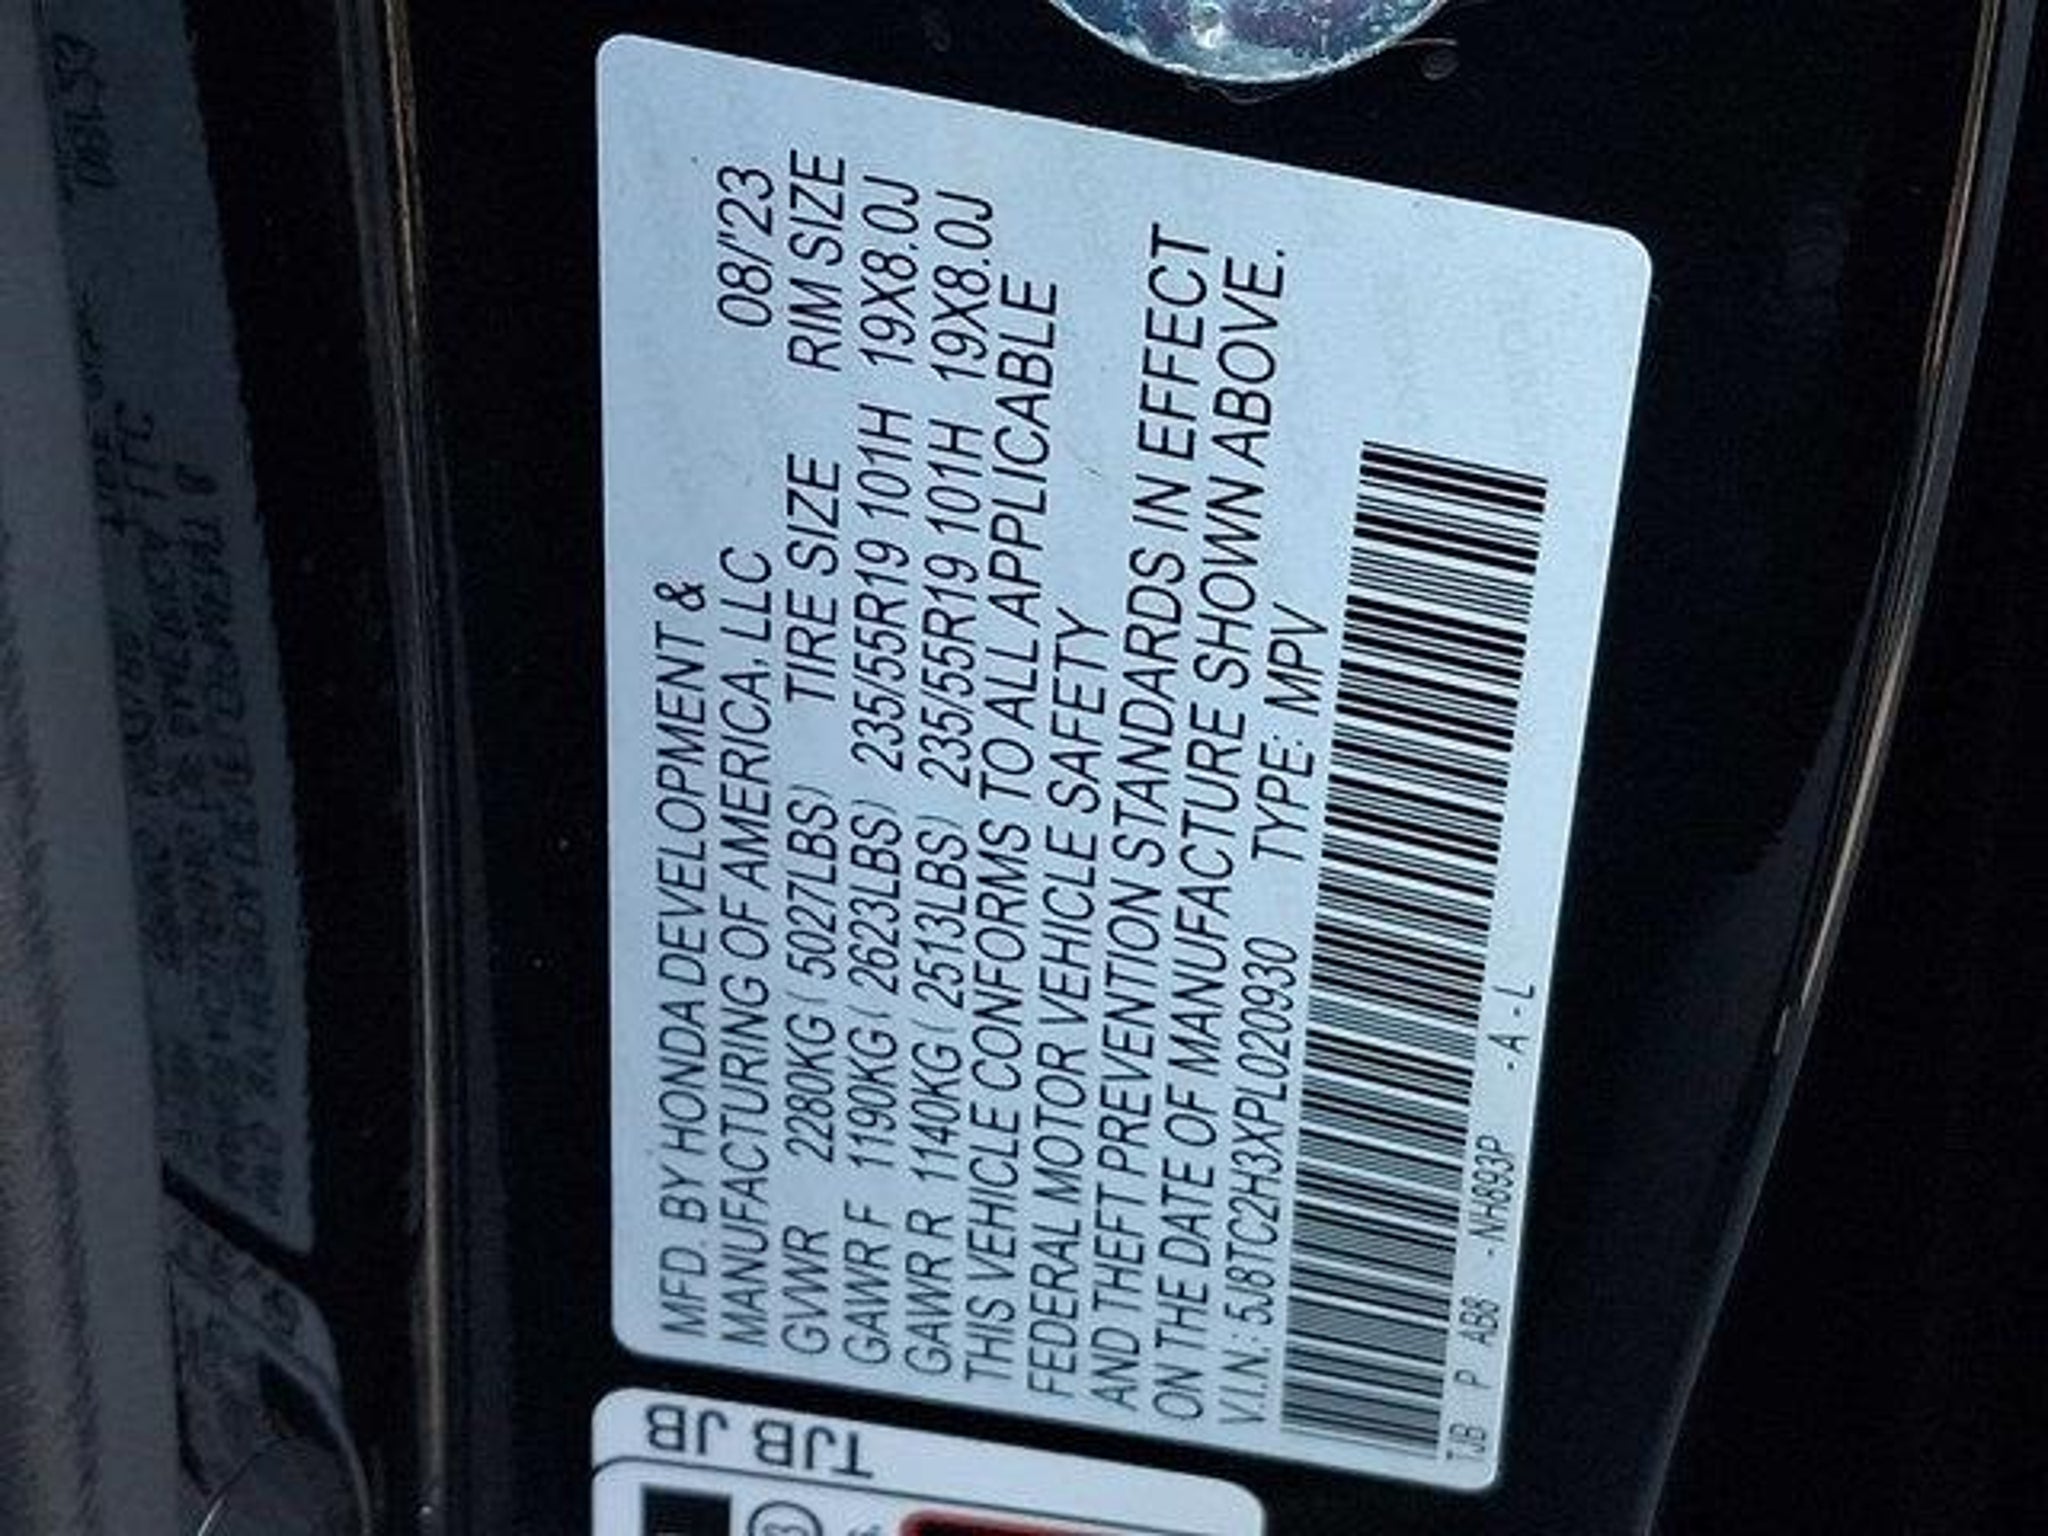 MFD. BY HONDA DEVELOPMENT &
MANUFACTURING OF AMERICA, LLC 08/'23
GVWR 2280KG ( 5027LBS) TIRE SIZE RIM SIZE
GAWR F 1190KG ( 2623LBS) 235/55R19 101H 19X8.0J
GAWR R 1140KG ( 2513LBS) 235/55R19 101H 19X8.0J
THIS VEHICLE CONFORMS TO ALL APPLICABLE
FEDERAL MOTOR VEHICLE SAFETY
AND THEFT PREVENTION STANDARDS IN EFFECT
ON THE DATE OF MANUFACTURE SHOWN ABOVE.
V.I.N.: 5J8TC2H3XPL020930 TYPE: MPV
TJB P AB8 -NH893P -A - L
TJB JB